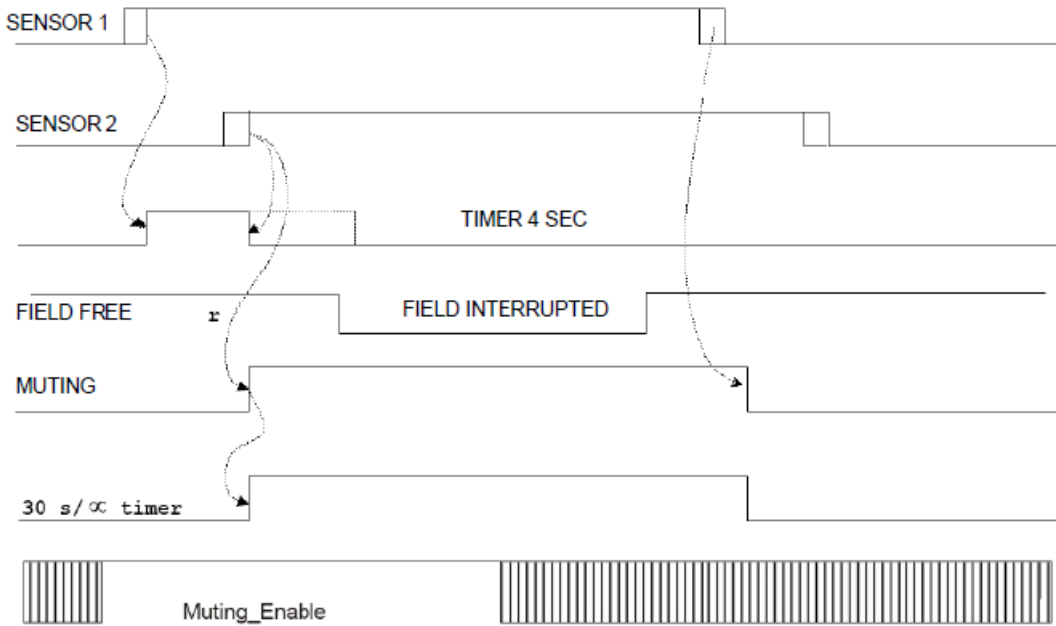 SENSOR 1
SENSOR 2
TIMER 4 SEC
FIELD FREE r FIELD INTERRUPTED
MUTING
30 s/∝ timer
Muting_Enable